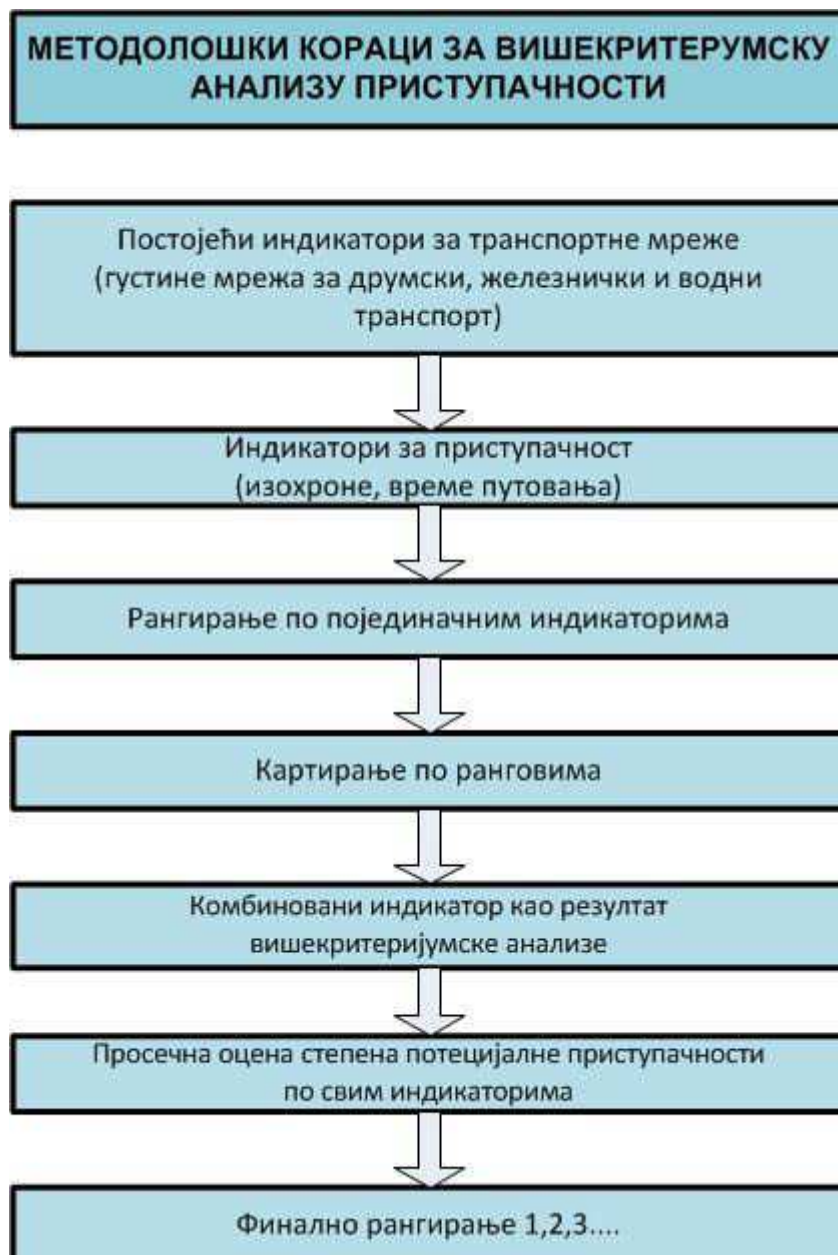 МЕТОДОЛОШКИ КОРАЦИ ЗА ВИШЕКРИТЕРУМСКУ
АНАЛИЗУ ПРИСТУПАЧНОСТИ
Постојећи индикатори за транспортне мреже
(густине мрежа за друмски, железнички и водни
транспорт)
Индикатори за приступачност
(изохроне, време путовања)
Рангирање по појединачним индикаторима
Картирање по ранговима
Комбиновани индикатор као резултат
вишекритеријумске анализе
Просечна оцена степена потецијалне приступачности
по свим индикаторима
Финално рангирање 1,2,3....